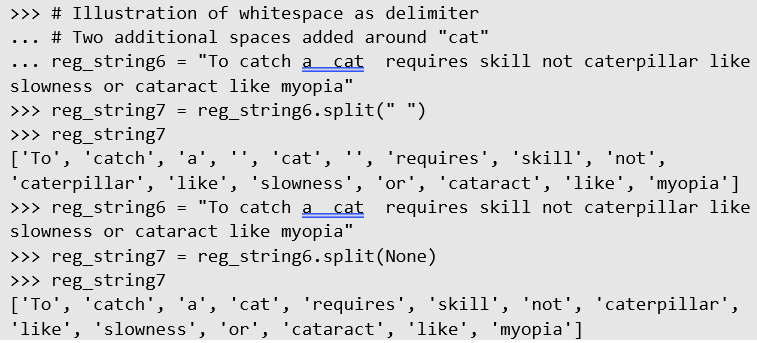 >>> # Illustration of whitespace as delimiter
... # Two additional spaces added around "cat"
... reg_string6 = "To catch a  cat  requires skill not caterpillar like
slowness or cataract like myopia"
>>> reg_string7 = reg_string6.split(" ")
>>> reg_string7
['To', 'catch', 'a', '', 'cat', '', 'requires', 'skill', 'not',
'caterpillar', 'like', 'slowness', 'or', 'cataract', 'like', 'myopia']
>>> reg_string6 = "To catch a  cat  requires skill not caterpillar like
slowness or cataract like myopia"
>>> reg_string7 = reg_string6.split(None)
>>> reg_string7
['To', 'catch', 'a', 'cat', 'requires', 'skill', 'not', 'caterpillar',
'like', 'slowness', 'or', 'cataract', 'like', 'myopia']